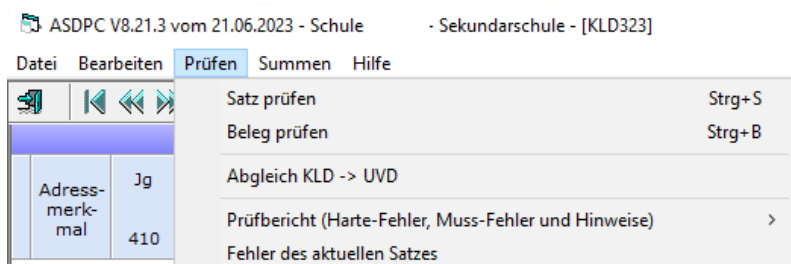 ASDPC V8.21.3 vom 21.06.2023 - Schule - Sekundarschule - [KLD323]
Datei Bearbeiten Prüfen Summen Hilfe
Satz prüfen Strg+S
Beleg prüfen Strg+B
Abgleich KLD -> UVD
Prüfbericht (Harte-Fehler, Muss-Fehler und Hinweise) >
Fehler des aktuellen Satzes
Adress-
merk-
mal
Jg
410